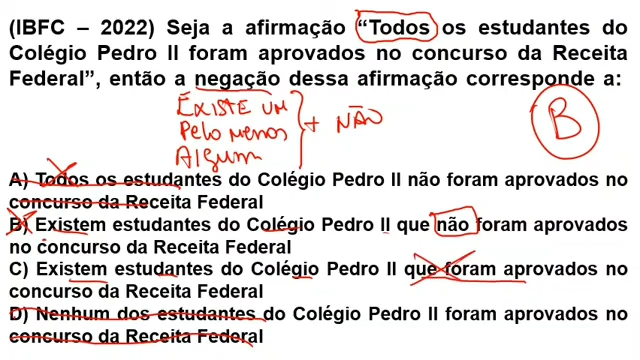 (IBFC – 2022) Seja a afirmação “Todos os estudantes do
Colégio Pedro II foram aprovados no concurso da Receita
Federal”, então a negação dessa afirmação corresponde a:
EXISTE UM
Pelo menos
Algum
+ NÃO
B
A) Todos os estudantes do Colégio Pedro II não foram aprovados no
concurso da Receita Federal
B) Existem estudantes do Colégio Pedro II que não foram aprovados
no concurso da Receita Federal
C) Existem estudantes do Colégio Pedro II que foram aprovados no
concurso da Receita Federal
D) Nenhum dos estudantes do Colégio Pedro II foram aprovados no
concurso da Receita Federal